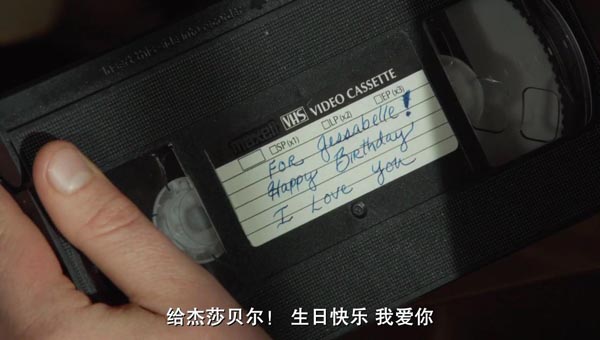 maxell VHS VIDEO CASSETTE
□SP(x1) □LP(x2) □EP(x3)
FOR Jessabelle!
Happy Birthday
I Love You
给杰莎贝尔！ 生日快乐 我爱你